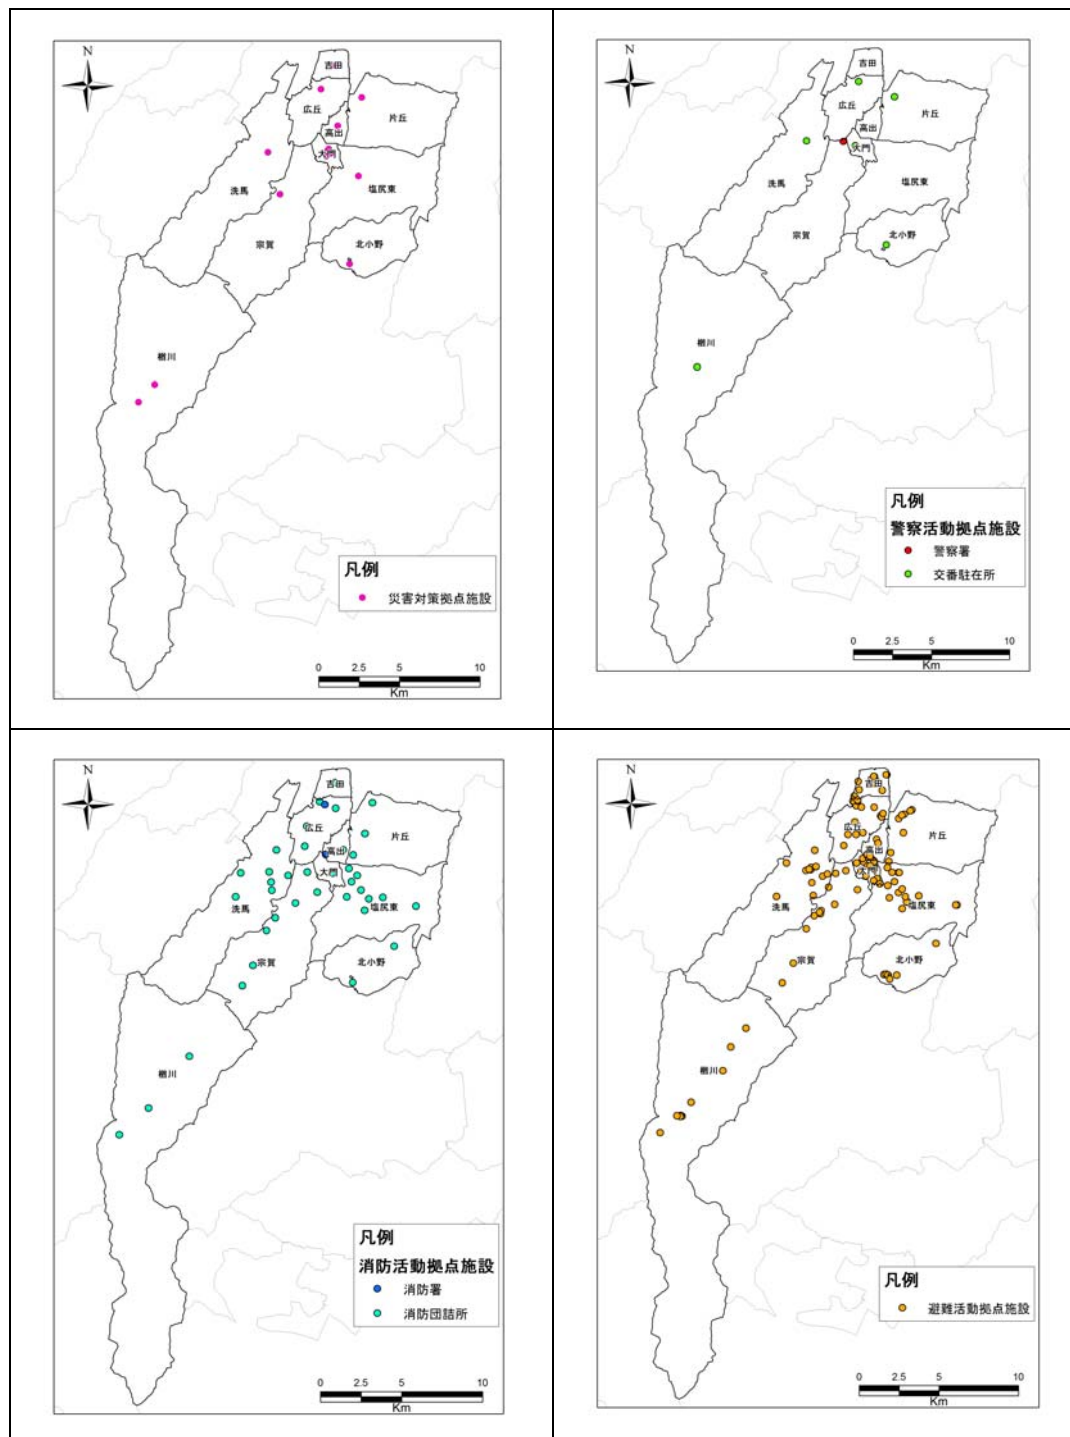 N
吉田
広丘
片丘
高出
大門
洗馬
塩尻東
宗賀
北小野
楢川
凡例
災害対策拠点施設
0 2.5 5 10
Km
N
吉田
広丘
片丘
高出
大門
洗馬
塩尻東
宗賀
北小野
楢川
凡例
警察活動拠点施設
警察署
交番駐在所
0 2.5 5 10
Km
N
吉田
広丘
片丘
高出
大門
洗馬
塩尻東
宗賀
北小野
楢川
凡例
消防活動拠点施設
消防署
消防団詰所
0 2.5 5 10
Km
N
吉田
広丘
片丘
高出
大門
洗馬
塩尻東
宗賀
北小野
楢川
凡例
避難活動拠点施設
0 2.5 5 10
Km